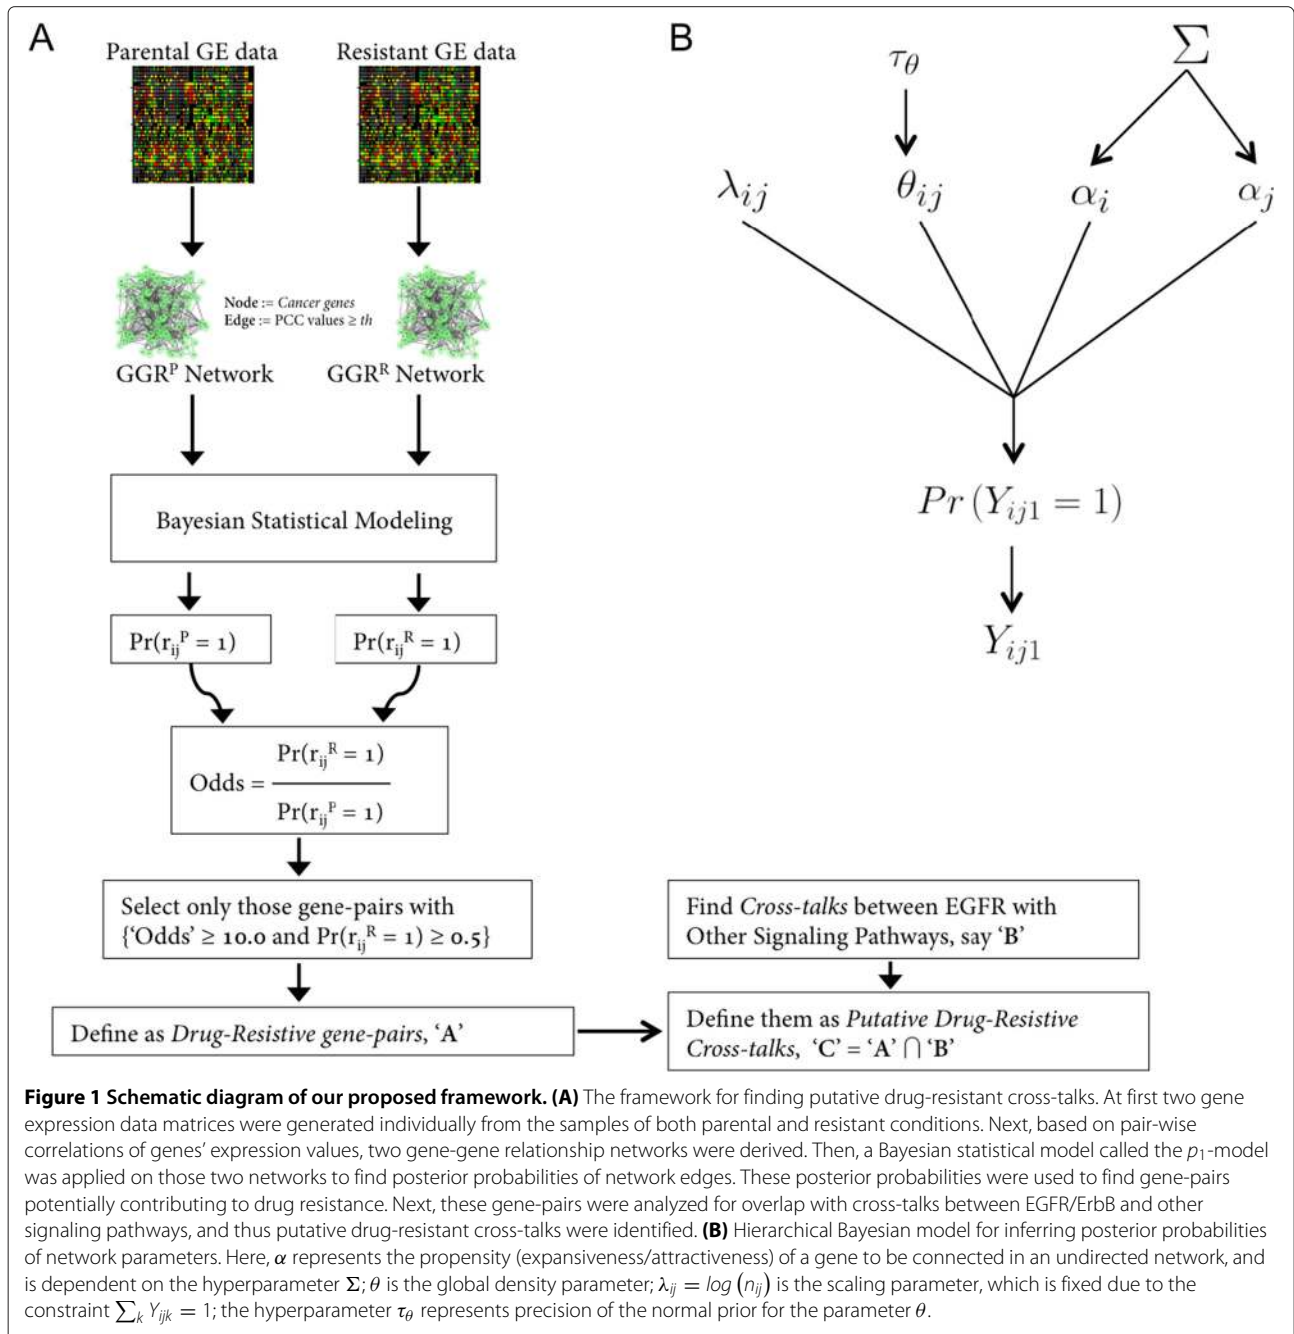 A
Parental GE data
Resistant GE data
Node := Cancer genes
Edge := PCC values ≥ th
GGR^P Network
GGR^R Network
Bayesian Statistical Modeling
Pr(r_ij^P = 1)
Pr(r_ij^R = 1)
Odds = Pr(r_ij^R = 1) / Pr(r_ij^P = 1)
Select only those gene-pairs with
{‘Odds’ ≥ 10.0 and Pr(r_ij^R = 1) ≥ 0.5}
Define as Drug-Resistive gene-pairs, ‘A’
Find Cross-talks between EGFR with
Other Signaling Pathways, say ‘B’
Define them as Putative Drug-Resistive
Cross-talks, ‘C’ = ‘A’ ⋂ ‘B’
B
τ_θ
Σ
λ_ij
θ_ij
α_i
α_j
Pr (Y_ij1 = 1)
Y_ij1
Figure 1 Schematic diagram of our proposed framework. (A) The framework for finding putative drug-resistant cross-talks. At first two gene
expression data matrices were generated individually from the samples of both parental and resistant conditions. Next, based on pair-wise
correlations of genes’ expression values, two gene-gene relationship networks were derived. Then, a Bayesian statistical model called the p₁-model
was applied on those two networks to find posterior probabilities of network edges. These posterior probabilities were used to find gene-pairs
potentially contributing to drug resistance. Next, these gene-pairs were analyzed for overlap with cross-talks between EGFR/ErbB and other
signaling pathways, and thus putative drug-resistant cross-talks were identified. (B) Hierarchical Bayesian model for inferring posterior probabilities
of network parameters. Here, α represents the propensity (expansiveness/attractiveness) of a gene to be connected in an undirected network, and
is dependent on the hyperparameter Σ; θ is the global density parameter; λ_ij = log (n_ij) is the scaling parameter, which is fixed due to the
constraint ∑_k Y_ijk = 1; the hyperparameter τ_θ represents precision of the normal prior for the parameter θ.